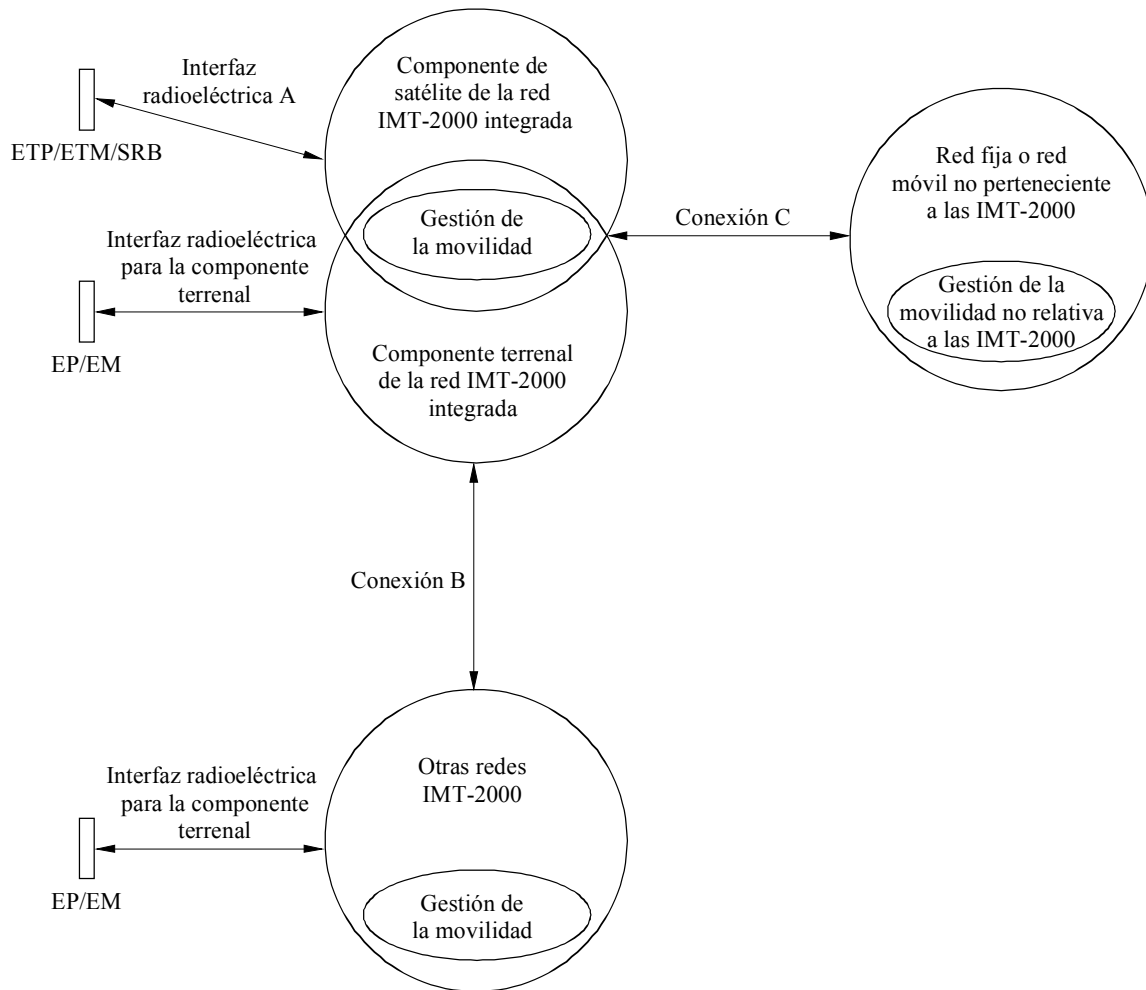 Interfaz
radioeléctrica A
ETP/ETM/SRB
Componente de
satélite de la red
IMT-2000 integrada
Gestión de
la movilidad
Interfaz radioeléctrica
para la componente
terrenal
EP/EM
Componente terrenal
de la red IMT-2000
integrada
Conexión C
Red fija o red
móvil no perteneciente
a las IMT-2000
Gestión de la
movilidad no relativa
a las IMT-2000
Conexión B
Interfaz radioeléctrica
para la componente
terrenal
EP/EM
Otras redes
IMT-2000
Gestión de
la movilidad